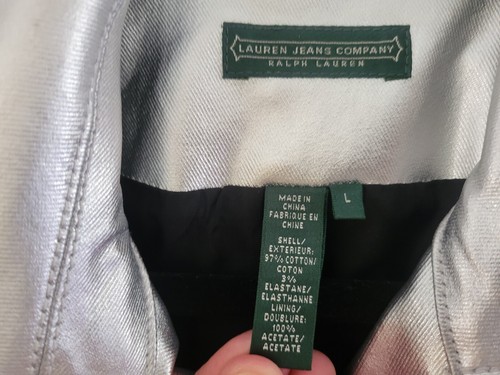 LAUREN JEANS COMPANY
RALPH LAUREN
L
MADE IN
CHINA
FABRIQUE EN
CHINE
SHELL/
EXTERIEUR:
97% COTTON/
COTON
3%
ELASTANE/
ELASTHANNE
LINING/
DOUBLURE:
100%
ACETATE/
ACETATE